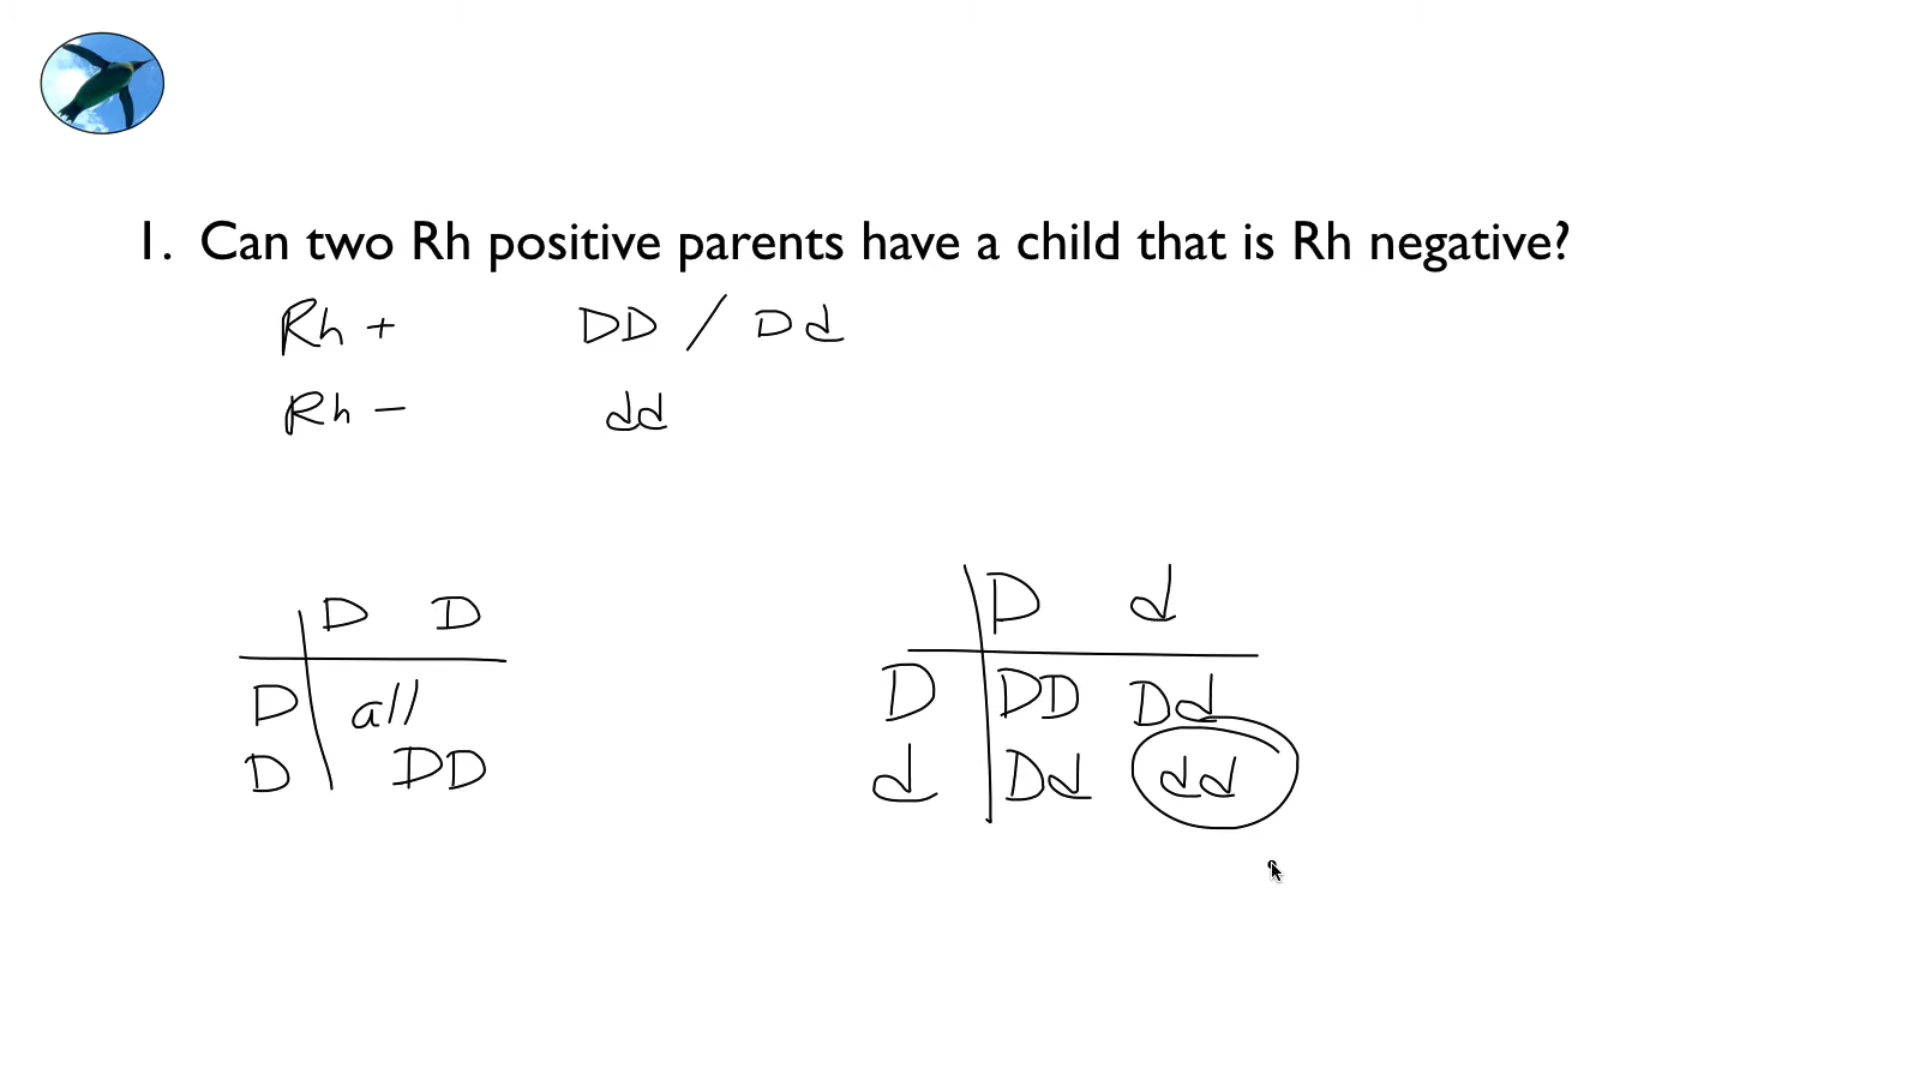 1. Can two Rh positive parents have a child that is Rh negative?
Rh + DD / Dd
Rh - dd
D D
D all
D DD
D d
D DD Dd
d Dd dd